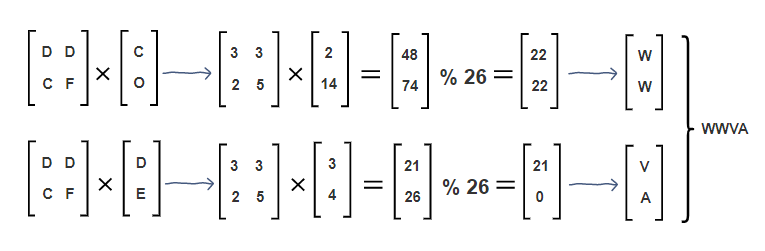 D D C 3 3 2 48 22 W
× → × = % 26 = →
C F O 2 5 14 74 22 W
WWVA
D D D 3 3 3 21 21 V
× → × = % 26 = →
C F E 2 5 4 26 0 A